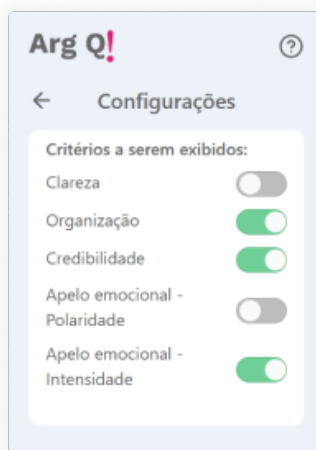 Arg Q!
Configurações
Critérios a serem exibidos:
Clareza
Organização
Credibilidade
Apelo emocional -
Polaridade
Apelo emocional -
Intensidade